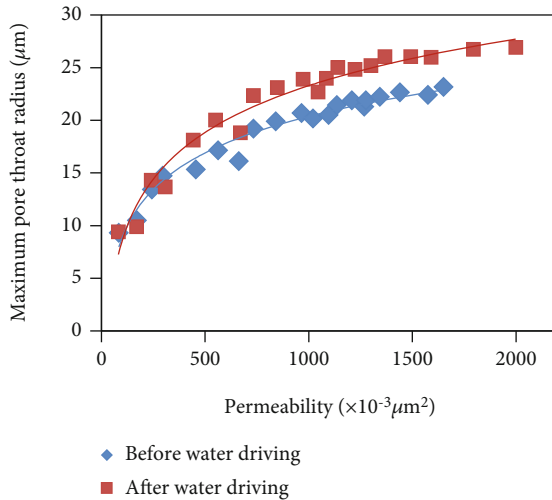 Maximum pore throat radius (μm)
30
25
20
15
10
5
0
0 500 1000 1500 2000
Permeability (×10⁻³μm²)
Before water driving
After water driving